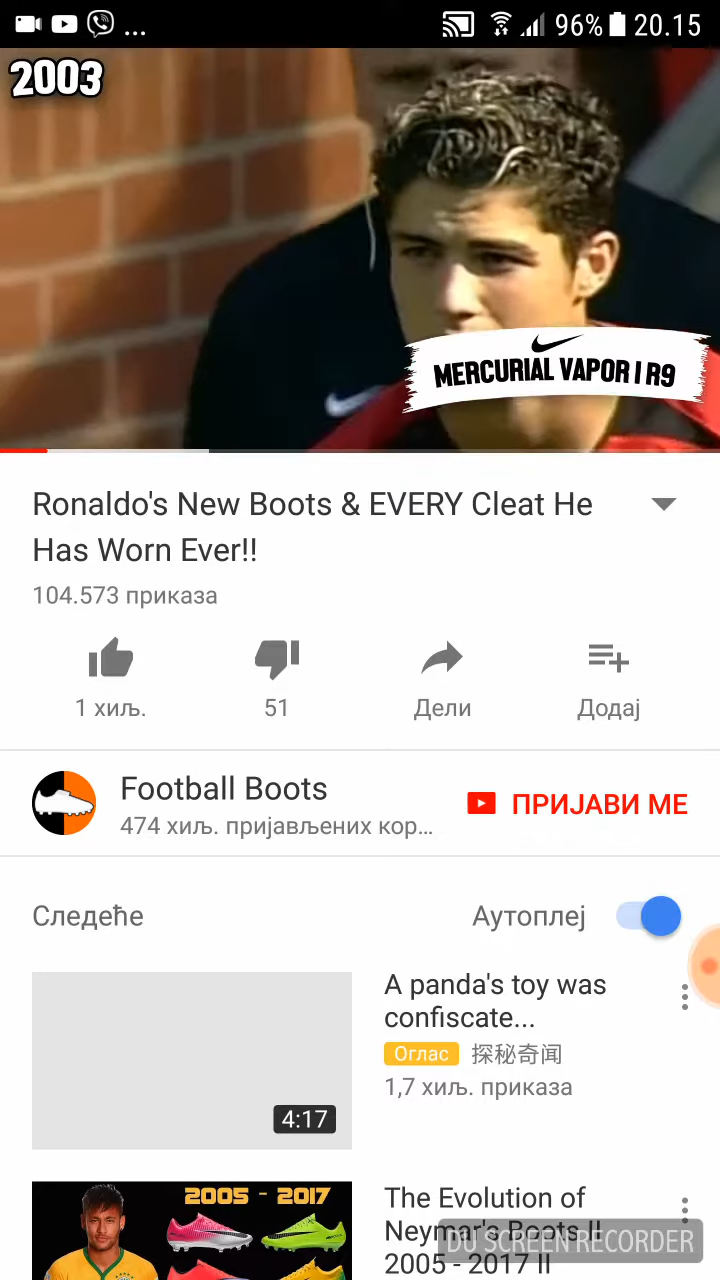 ... 96% 20.15
2003
MERCURIAL VAPOR I R9
Ronaldo's New Boots & EVERY Cleat He
Has Worn Ever!!
104.573 приказа
1 хиљ.
51
Дели
Додај
Football Boots
474 хиљ. пријављених кор...
ПРИЈАВИ МЕ
Следеће
Аутоплеј
A panda's toy was
confiscate...
Оглас 探秘奇闻
1,7 хиљ. приказа
4:17
2005 - 2017
The Evolution of
Neymar's Boots II
2005 - 2017 II
DU SCREEN RECORDER